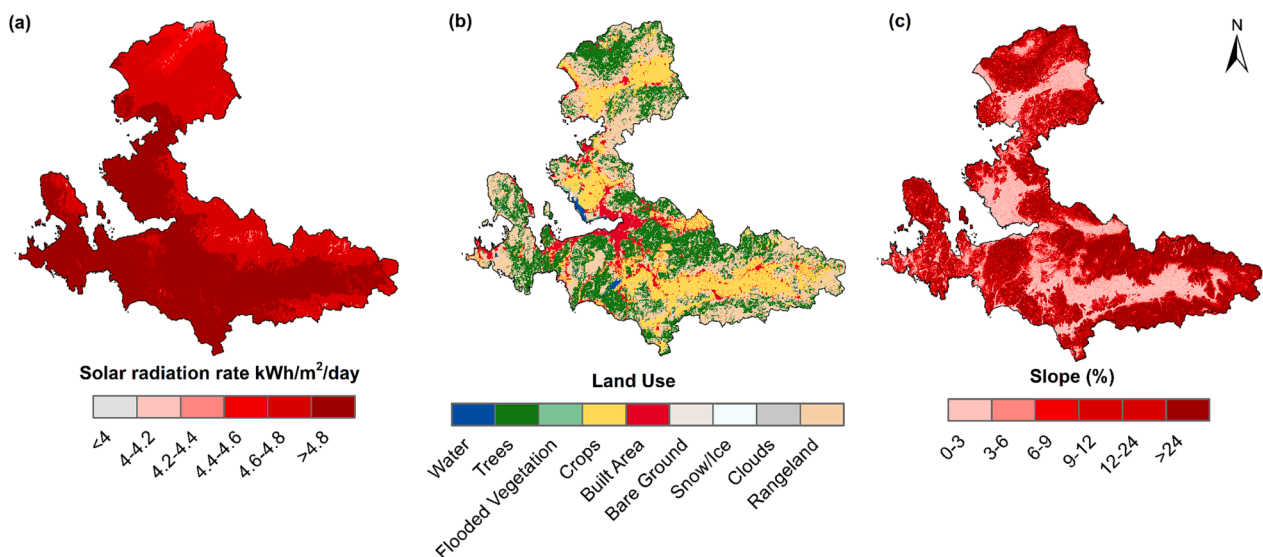 (a)
(b)
(c)
N
Solar radiation rate kWh/m²/day
<4
4-4.2
4.2-4.4
4.4-4.6
4.6-4.8
>4.8
Land Use
Water
Trees
Flooded Vegetation
Crops
Built Area
Bare Ground
Snow/Ice
Clouds
Rangeland
Slope (%)
0-3
3-6
6-9
9-12
12-24
>24